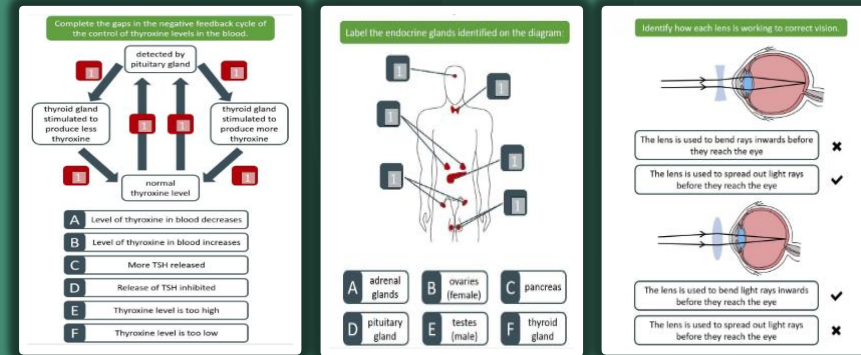 Complete the gaps in the negative feedback cycle of
the control of thyroxine levels in the blood.
detected by
pituitary gland
1
1
thyroid gland
stimulated to
produce less
thyroxine
thyroid gland
stimulated to
produce more
thyroxine
1
1
1
1
normal
thyroxine level
A Level of thyroxine in blood decreases
B Level of thyroxine in blood increases
C More TSH released
D Release of TSH inhibited
E Thyroxine level is too high
F Thyroxine level is too low
Label the endocrine glands identified on the diagram:
1
1
1
1
1
1
A adrenal
glands
B ovaries
(female)
C pancreas
D pituitary
gland
E testes
(male)
F thyroid
gland
Identify how each lens is working to correct vision.
The lens is used to bend rays inwards before
they reach the eye
The lens is used to spread out light rays
before they reach the eye
The lens is used to bend light rays inwards
before they reach the eye
The lens is used to spread out light rays
before they reach the eye